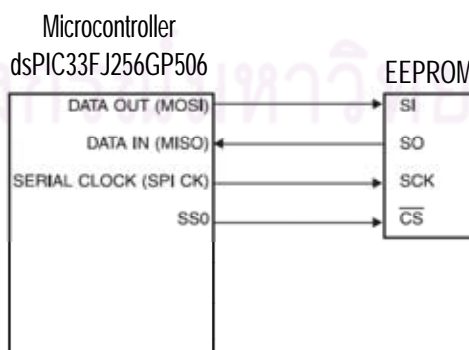 Microcontroller
dsPIC33FJ256GP506
EEPROM
DATA OUT (MOSI)
SI
DATA IN (MISO)
SO
SERIAL CLOCK (SPI CK)
SCK
SS0
CS